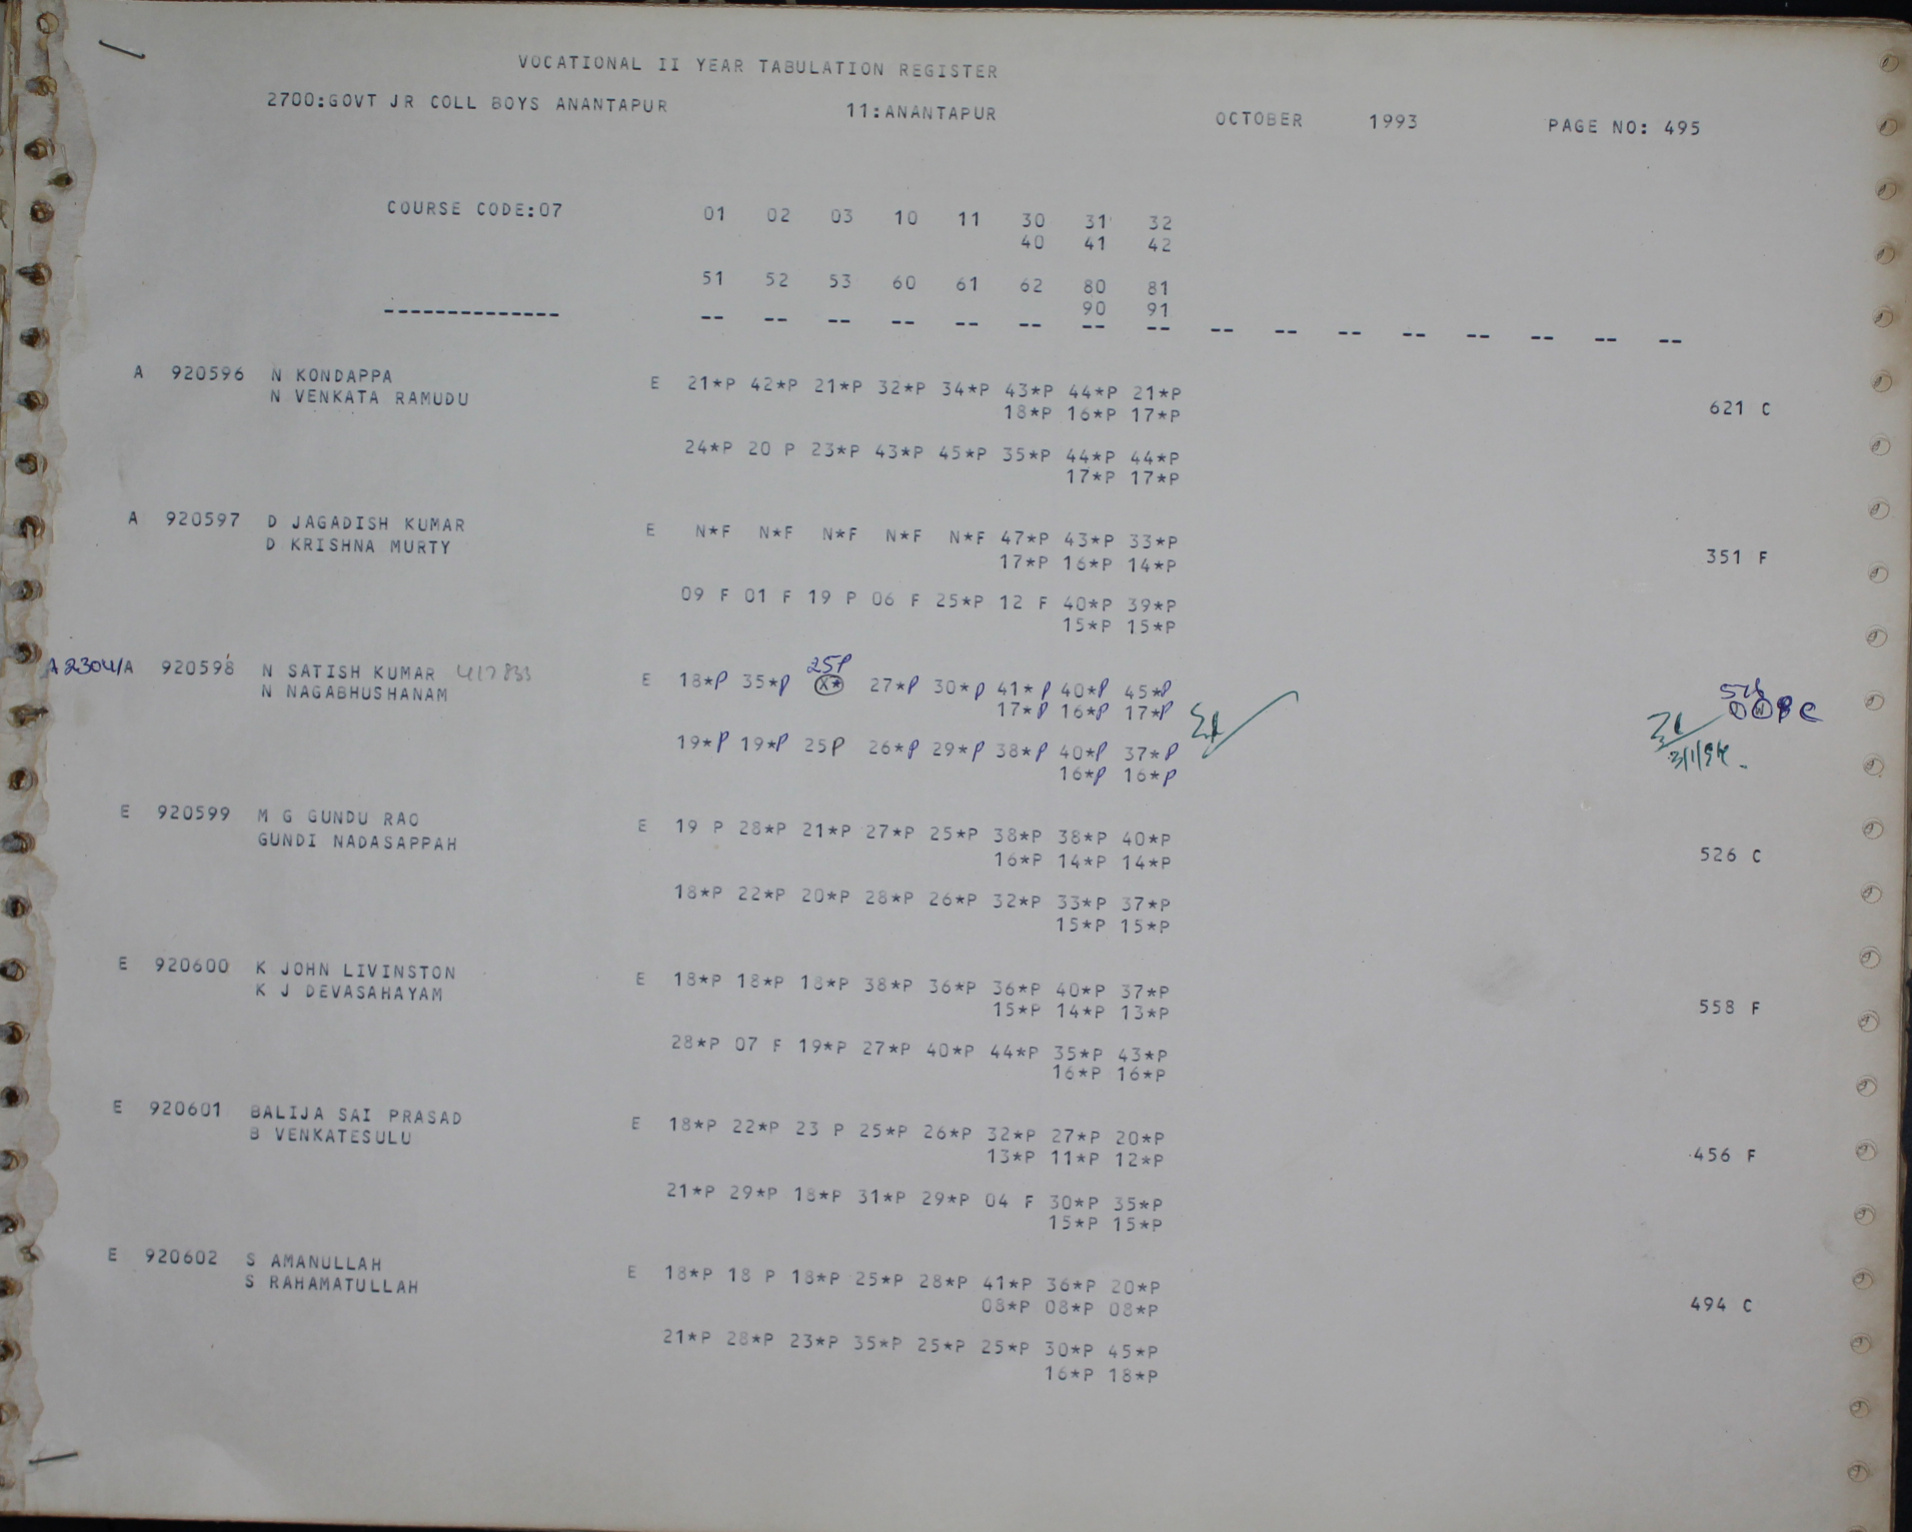 VOCATIONAL II YEAR TABULATION REGISTER
2700:GOVT JR COLL BOYS ANANTAPUR 11:ANANTAPUR OCTOBER 1993 PAGE NO: 495
COURSE CODE:07 01 02 03 10 11 30 31 32
40 41 42
51 52 53 60 61 62 80 81
90 91
-------------- -- -- -- -- -- -- -- -- -- -- -- -- -- -- -- --
A 920596 N KONDAPPA E 21*P 42*P 21*P 32*P 34*P 43*P 44*P 21*P
N VENKATA RAMUDU 18*P 16*P 17*P 621 C
24*P 20 P 23*P 43*P 45*P 35*P 44*P 44*P
17*P 17*P
A 920597 D JAGADISH KUMAR E N*F N*F N*F N*F N*F 47*P 43*P 33*P
D KRISHNA MURTY 17*P 16*P 14*P 351 F
09 F 01 F 19 P 06 F 25*P 12 F 40*P 39*P
15*P 15*P
25P
A2304/A 920598 N SATISH KUMAR E 18*P 35*P X* 27*P 30*P 41*P 40*P 45*P
N NAGABHUSHANAM 17*P 16*P 17*P P C
19*P 19*P 25P 26*P 29*P 38*P 40*P 37*P
16*P 16*P
E 920599 M G GUNDU RAO E 19 P 28*P 21*P 27*P 25*P 38*P 38*P 40*P
GUNDI NADASAPPAH 16*P 14*P 14*P 526 C
18*P 22*P 20*P 28*P 26*P 32*P 33*P 37*P
15*P 15*P
E 920600 K JOHN LIVINSTON E 18*P 18*P 18*P 38*P 36*P 36*P 40*P 37*P
K J DEVASAHAYAM 15*P 14*P 13*P 558 F
28*P 07 F 19*P 27*P 40*P 44*P 35*P 43*P
16*P 16*P
E 920601 BALIJA SAI PRASAD E 18*P 22*P 23 P 25*P 26*P 32*P 27*P 20*P
B VENKATESULU 13*P 11*P 12*P 456 F
21*P 29*P 18*P 31*P 29*P 04 F 30*P 35*P
15*P 15*P
E 920602 S AMANULLAH E 18*P 18 P 18*P 25*P 28*P 41*P 36*P 20*P
S RAHAMATULLAH 08*P 08*P 08*P 494 C
21*P 28*P 23*P 35*P 25*P 25*P 30*P 45*P
16*P 18*P